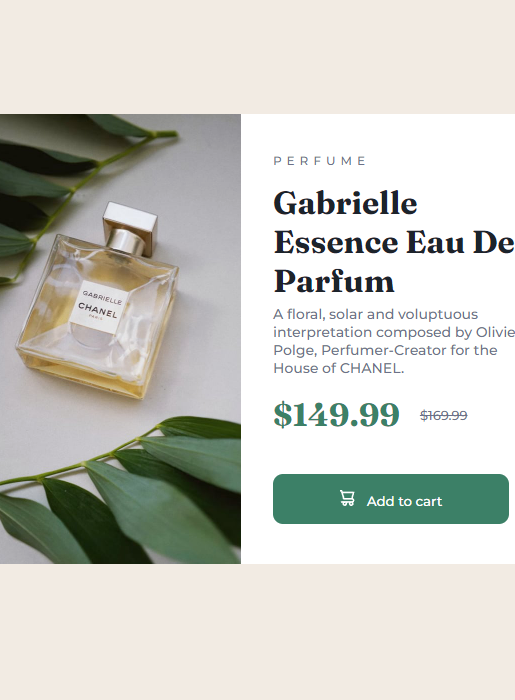 PERFUME
Gabrielle
Essence Eau De
Parfum
A floral, solar and voluptuous
interpretation composed by Olivie
Polge, Perfumer-Creator for the
House of CHANEL.
$149.99 $169.99
Add to cart
GABRIELLE
CHANEL
PARIS